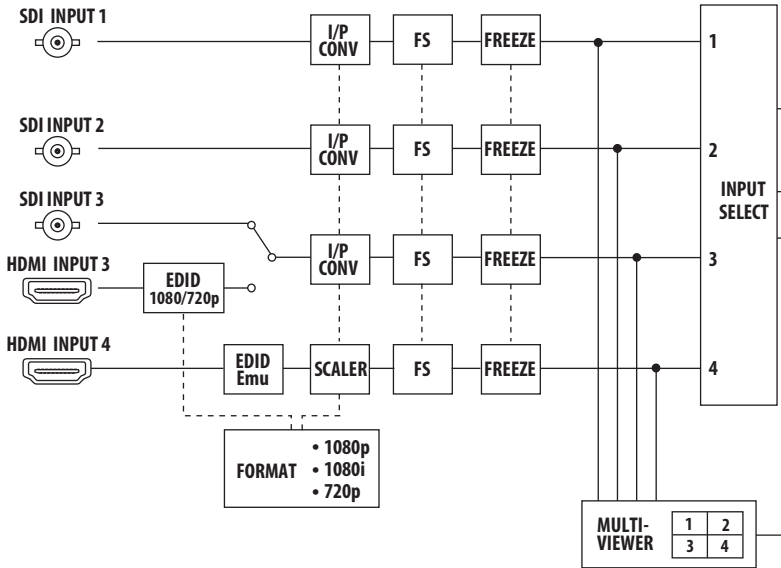 SDI INPUT 1
I/P
CONV
FS
FREEZE
1
SDI INPUT 2
I/P
CONV
FS
FREEZE
2
INPUT
SELECT
SDI INPUT 3
HDMI INPUT 3
EDID
1080/720p
I/P
CONV
FS
FREEZE
3
HDMI INPUT 4
EDID
Emu
SCALER
FS
FREEZE
4
FORMAT
• 1080p
• 1080i
• 720p
MULTI-
VIEWER
1 2
3 4